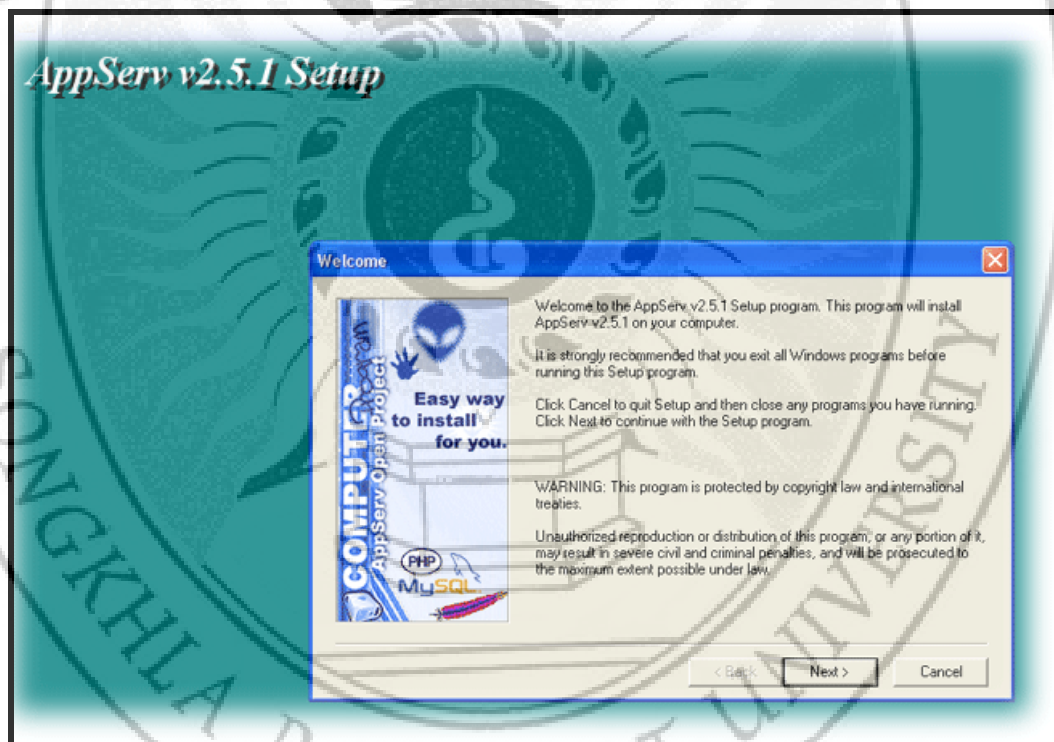 AppServ v2.5.1 Setup
Welcome
Welcome to the AppServ v2.5.1 Setup program. This program will install
AppServ v2.5.1 on your computer.
It is strongly recommended that you exit all Windows programs before
running this Setup program.
Click Cancel to quit Setup and then close any programs you have running.
Click Next to continue with the Setup program.
WARNING: This program is protected by copyright law and international
treaties.
Unauthorized reproduction or distribution of this program, or any portion of it,
may result in severe civil and criminal penalties, and will be prosecuted to
the maximum extent possible under law.
COMPUTER
AppServ Open Project
Easy way
to install
for you.
PHP
MySQL
< Back
Next >
Cancel
SONGKHLA
UNIVERSITY